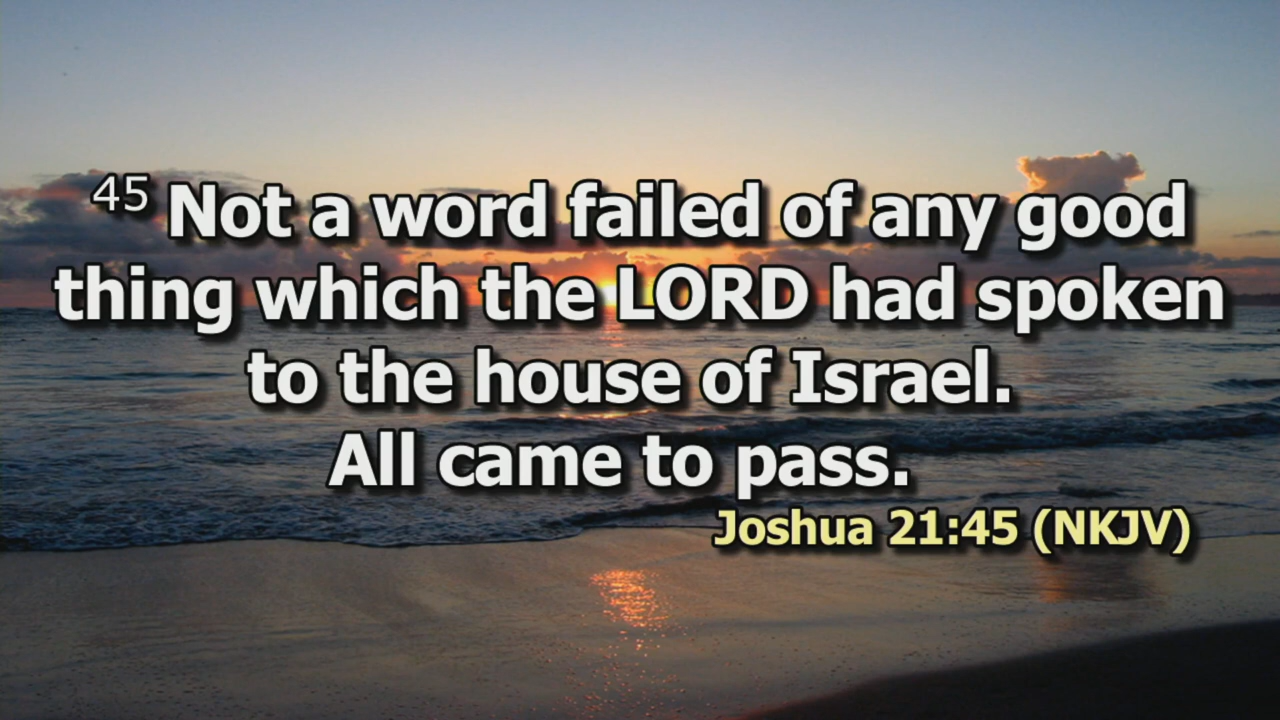 45 Not a word failed of any good
thing which the LORD had spoken
to the house of Israel.
All came to pass.
Joshua 21:45 (NKJV)